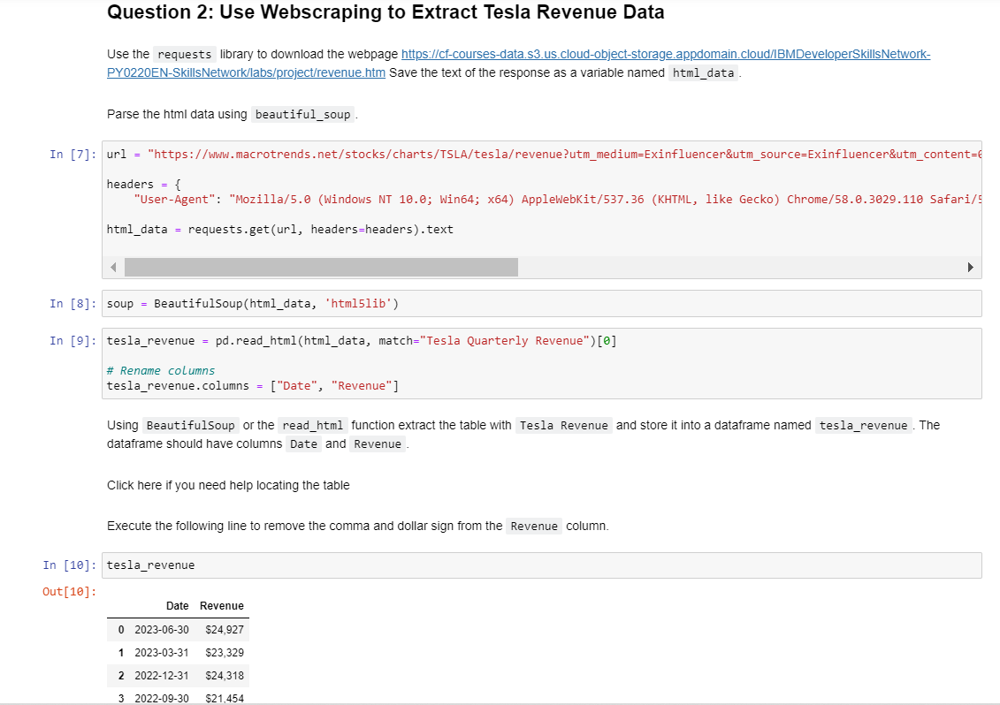 Question 2: Use Webscraping to Extract Tesla Revenue Data
Use the requests library to download the webpage https://cf-courses-data.s3.us.cloud-object-storage.appdomain.cloud/IBMDeveloperSkillsNetwork-
PY0220EN-SkillsNetwork/labs/project/revenue.htm Save the text of the response as a variable named html_data .
Parse the html data using beautiful_soup .
In [7]: url = "https://www.macrotrends.net/stocks/charts/TSLA/tesla/revenue?utm_medium=Exinfluencer&utm_source=Exinfluencer&utm_content=
headers = {
"User-Agent": "Mozilla/5.0 (Windows NT 10.0; Win64; x64) AppleWebKit/537.36 (KHTML, like Gecko) Chrome/58.0.3029.110 Safari/5
html_data = requests.get(url, headers=headers).text
In [8]: soup = BeautifulSoup(html_data, 'html5lib')
In [9]: tesla_revenue = pd.read_html(html_data, match="Tesla Quarterly Revenue")[0]
# Rename columns
tesla_revenue.columns = ["Date", "Revenue"]
Using BeautifulSoup or the read_html function extract the table with Tesla Revenue and store it into a dataframe named tesla_revenue . The
dataframe should have columns Date and Revenue .
Click here if you need help locating the table
Execute the following line to remove the comma and dollar sign from the Revenue column.
In [10]: tesla_revenue
Out[10]:
Date Revenue
0 2023-06-30 $24,927
1 2023-03-31 $23,329
2 2022-12-31 $24,318
3 2022-09-30 $21,454